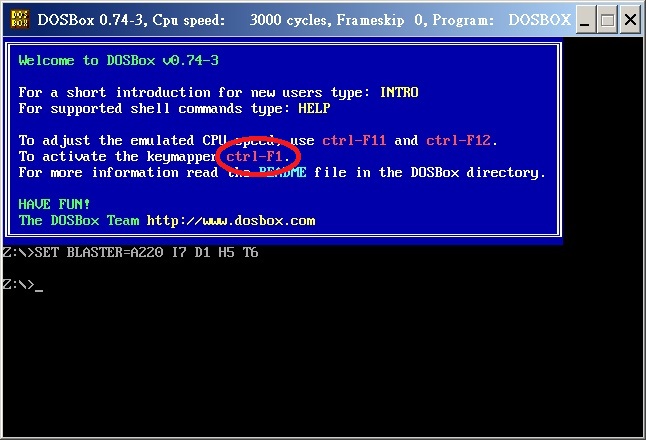 DOS BOX
DOSBox 0.74-3, Cpu speed: 3000 cycles, Frameskip 0, Program: DOSBOX
Welcome to DOSBox v0.74-3
For a short introduction for new users type: INTRO
For supported shell commands type: HELP
To adjust the emulated CPU speed, use ctrl-F11 and ctrl-F12.
To activate the keymapper ctrl-F1.
For more information read the README file in the DOSBox directory.
HAVE FUN!
The DOSBox Team http://www.dosbox.com
Z:\>SET BLASTER=A220 I7 D1 H5 T6
Z:\>_